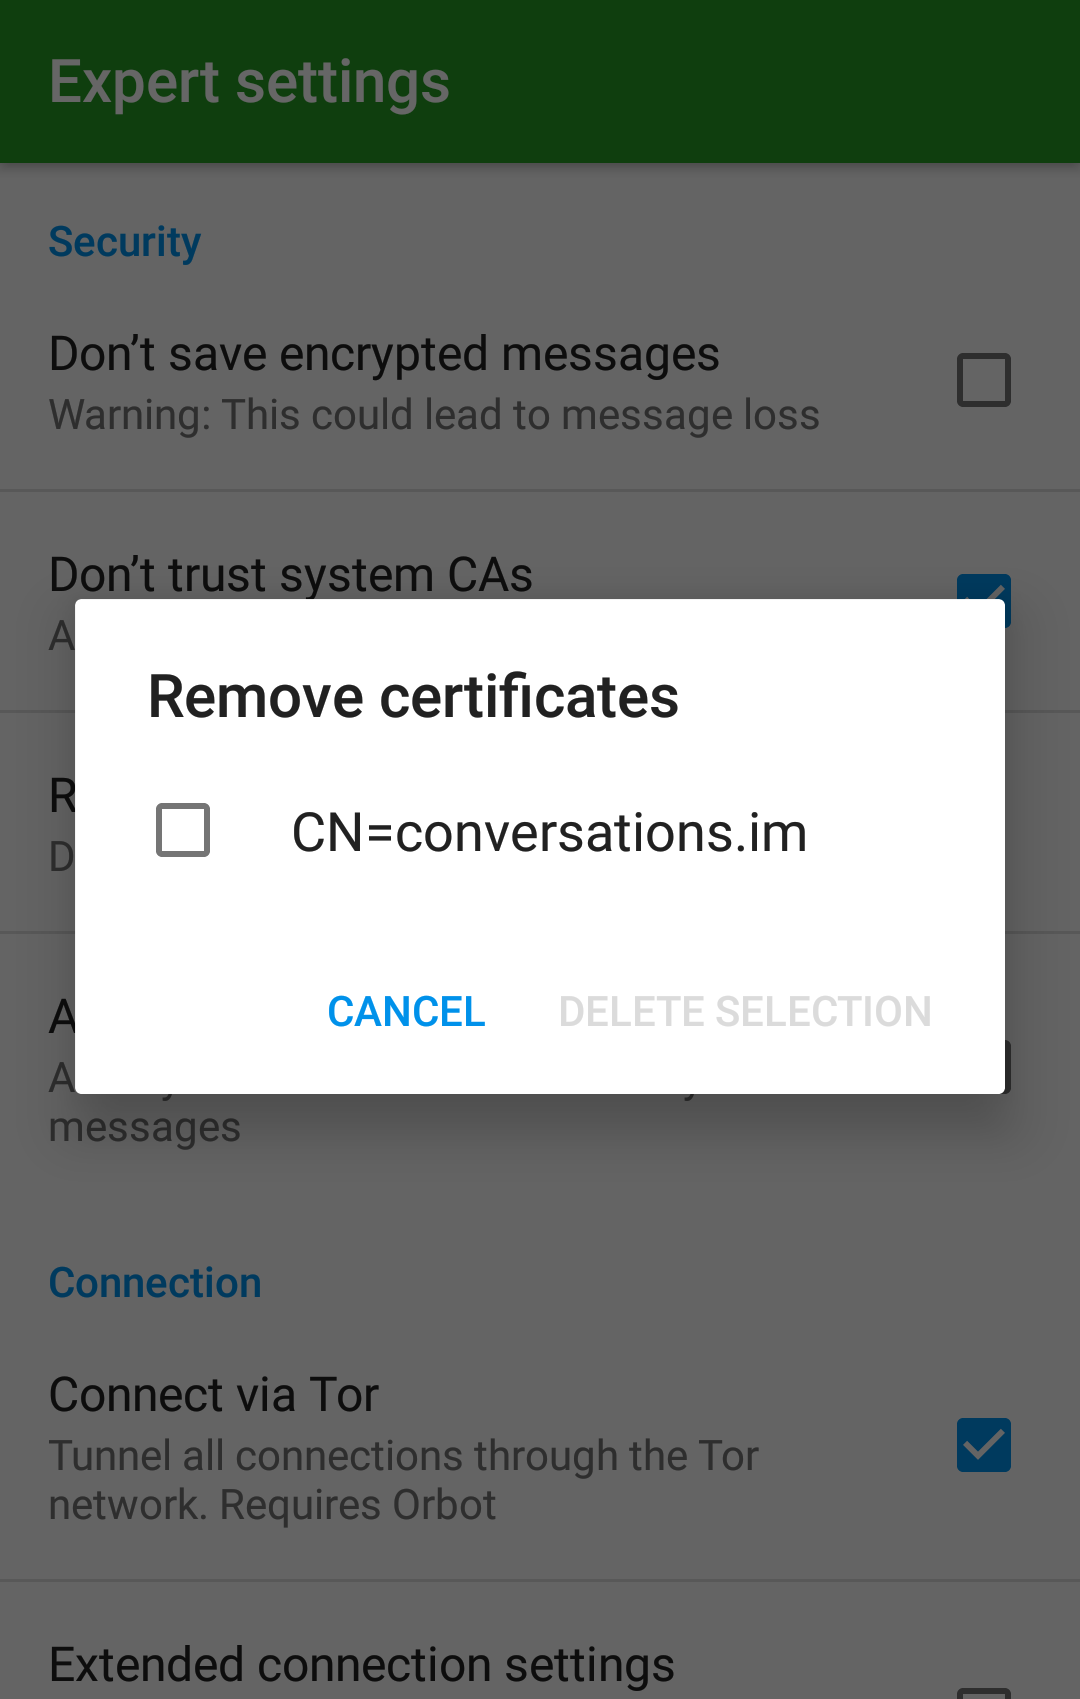 Expert settings
Security
Don’t save encrypted messages
Warning: This could lead to message loss
Don’t trust system CAs
Remove certificates
CN=conversations.im
CANCEL DELETE SELECTION
messages
Connection
Connect via Tor
Tunnel all connections through the Tor
network. Requires Orbot
Extended connection settings